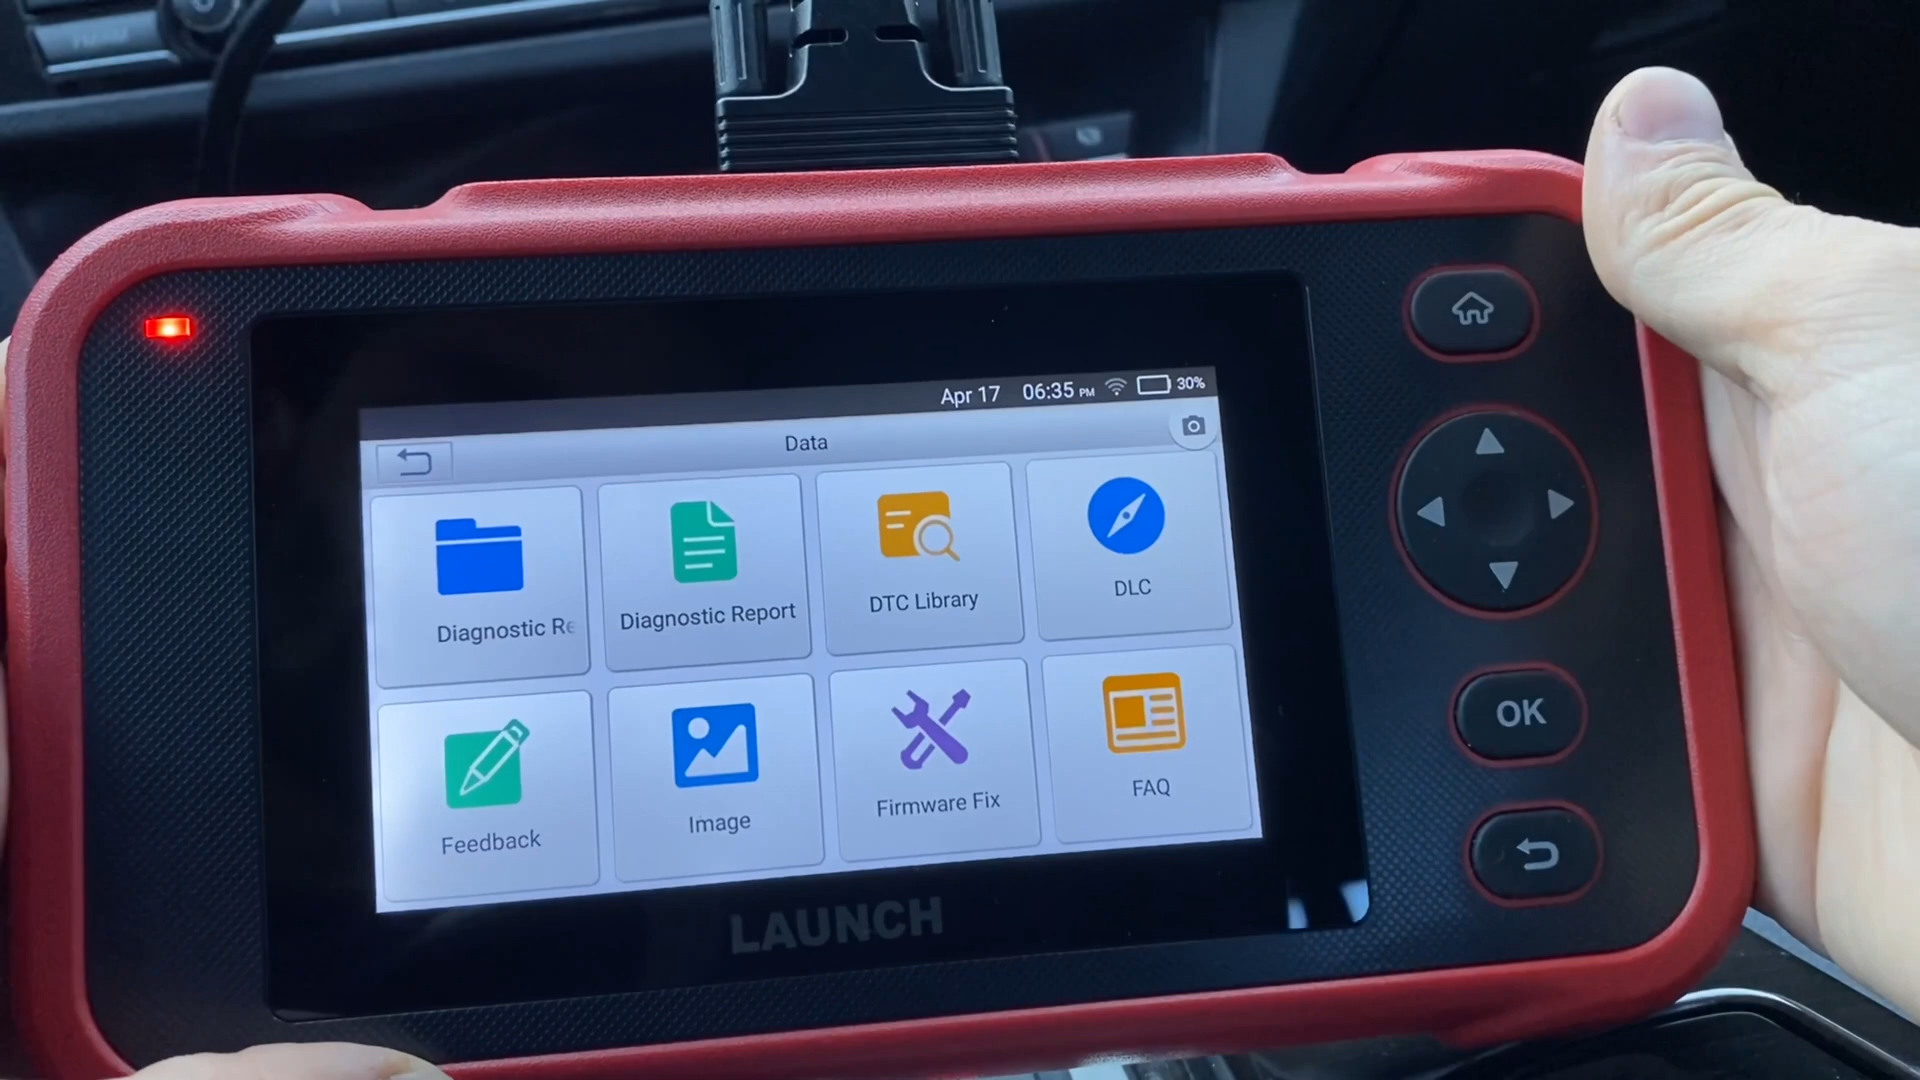 Apr 17 06:35 PM 30%
Data
Diagnostic Re
Diagnostic Report
DTC Library
DLC
Feedback
Image
Firmware Fix
FAQ
LAUNCH
OK